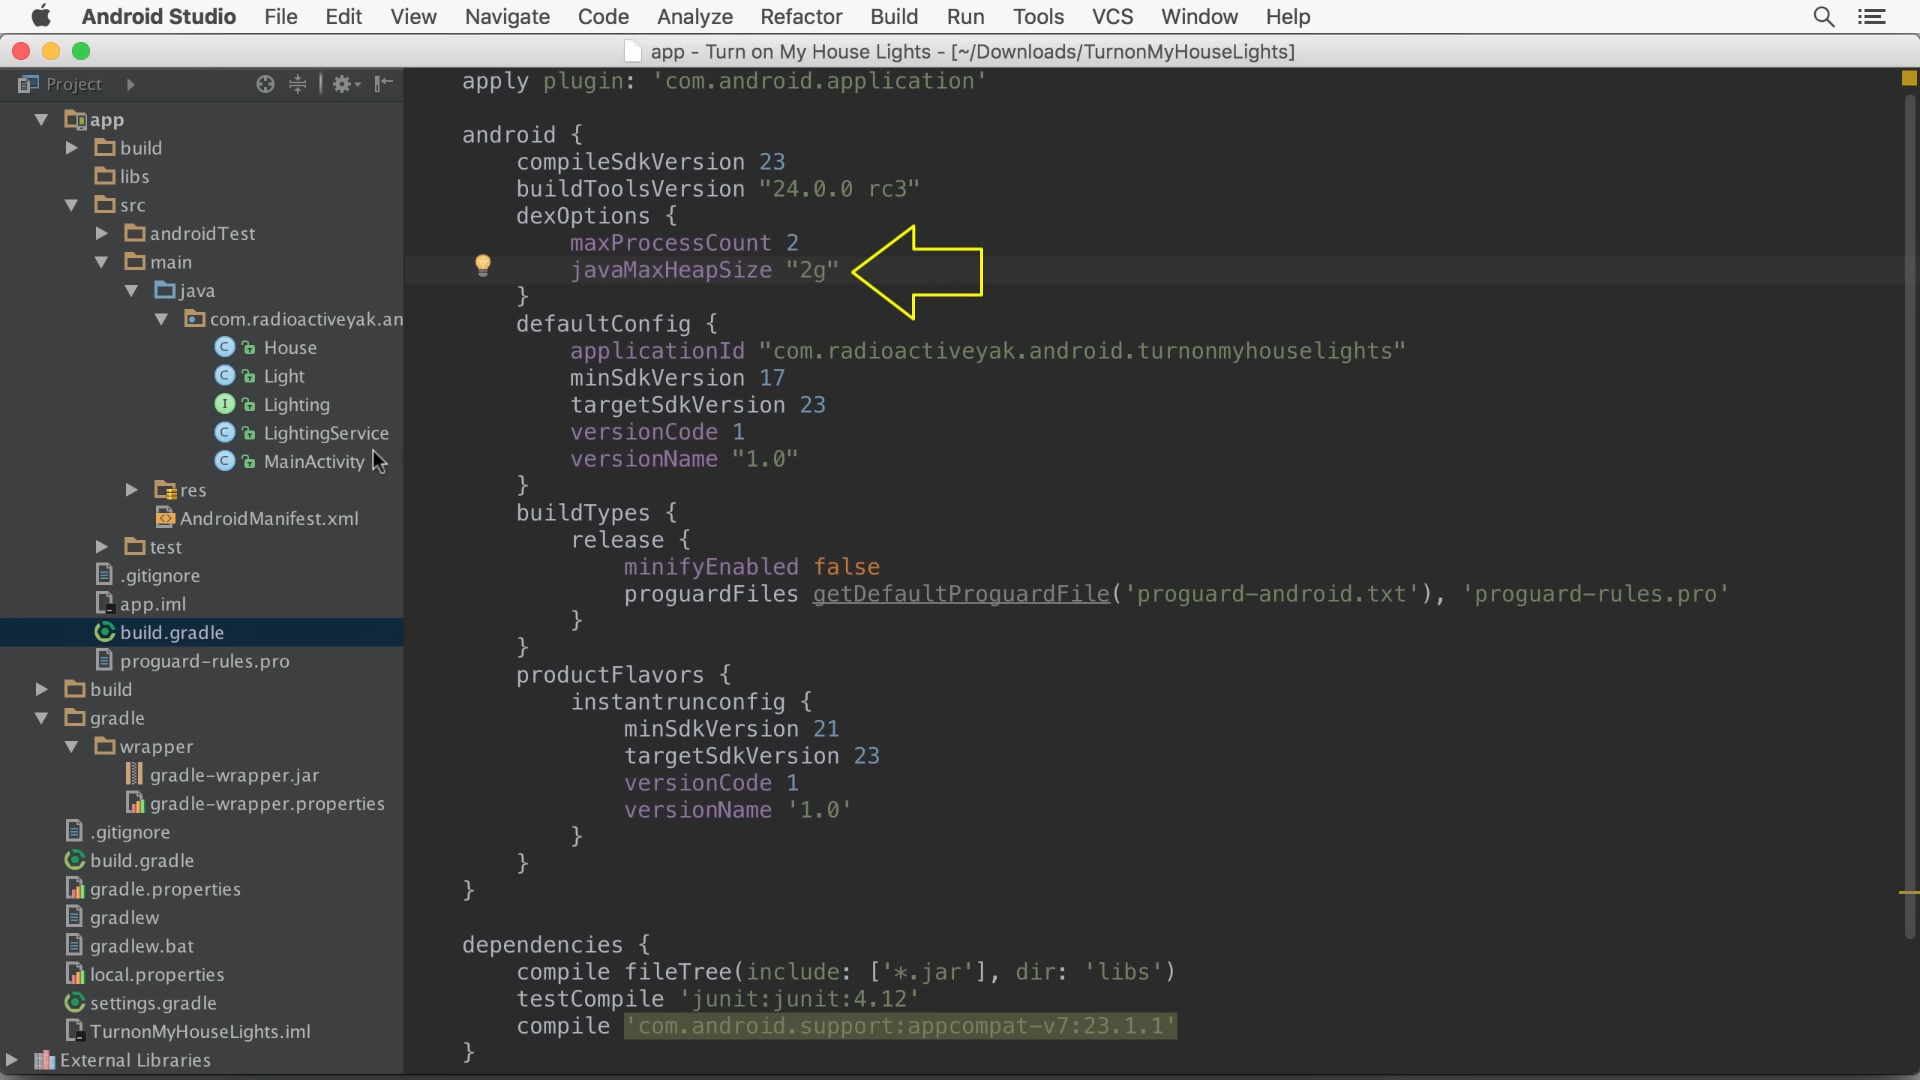 Android Studio File Edit View Navigate Code Analyze Refactor Build Run Tools VCS Window Help
app - Turn on My House Lights - [~/Downloads/TurnonMyHouseLights]
Project
app
build
libs
src
androidTest
main
java
com.radioactiveyak.an
House
Light
Lighting
LightingService
MainActivity
res
AndroidManifest.xml
test
.gitignore
app.iml
build.gradle
proguard-rules.pro
build
gradle
wrapper
gradle-wrapper.jar
gradle-wrapper.properties
.gitignore
build.gradle
gradle.properties
gradlew
gradlew.bat
local.properties
settings.gradle
TurnonMyHouseLights.iml
External Libraries
apply plugin: 'com.android.application'
android {
compileSdkVersion 23
buildToolsVersion "24.0.0 rc3"
dexOptions {
maxProcessCount 2
javaMaxHeapSize "2g"
}
defaultConfig {
applicationId "com.radioactiveyak.android.turnonmyhouselights"
minSdkVersion 17
targetSdkVersion 23
versionCode 1
versionName "1.0"
}
buildTypes {
release {
minifyEnabled false
proguardFiles getDefaultProguardFile('proguard-android.txt'), 'proguard-rules.pro'
}
}
productFlavors {
instantrunconfig {
minSdkVersion 21
targetSdkVersion 23
versionCode 1
versionName '1.0'
}
}
}
dependencies {
compile fileTree(include: ['*.jar'], dir: 'libs')
testCompile 'junit:junit:4.12'
compile 'com.android.support:appcompat-v7:23.1.1'
}